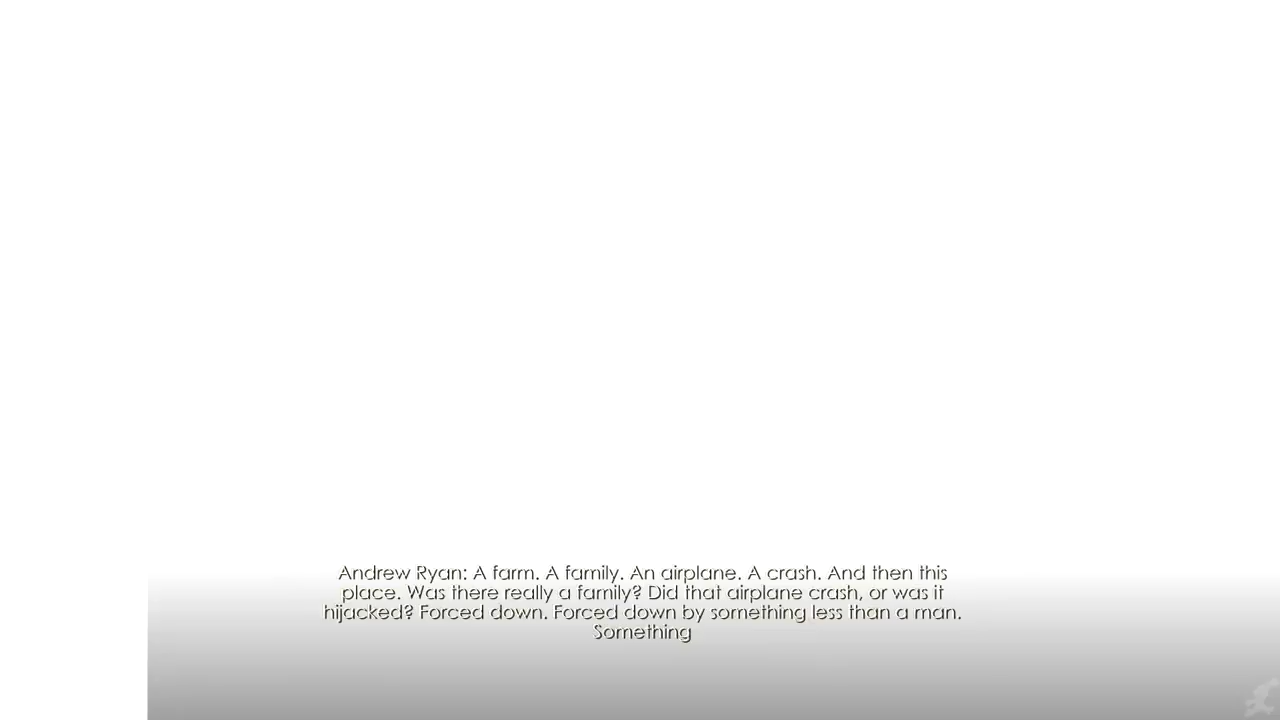 Andrew Ryan: A farm. A family. An airplane. A crash. And then this
place. Was there really a family? Did that airplane crash, or was it
hijacked? Forced down. Forced down by something less than a man.
Something